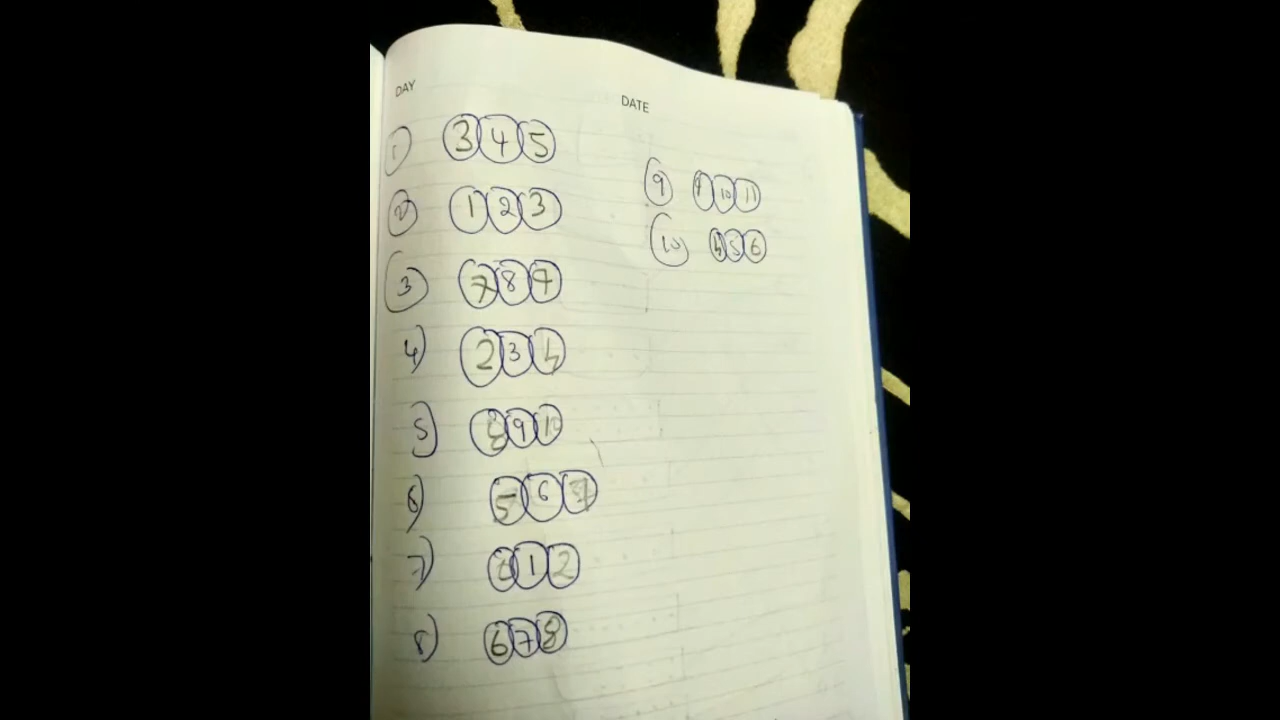 DAY
DATE
1 3 4 5
2 1 2 3
3 7 8 9
4) 2 3 4
5) 8 9 10
6) 5 6 7
7) 1 2
8) 6 7 8
9 9 10 11
10 4 5 6